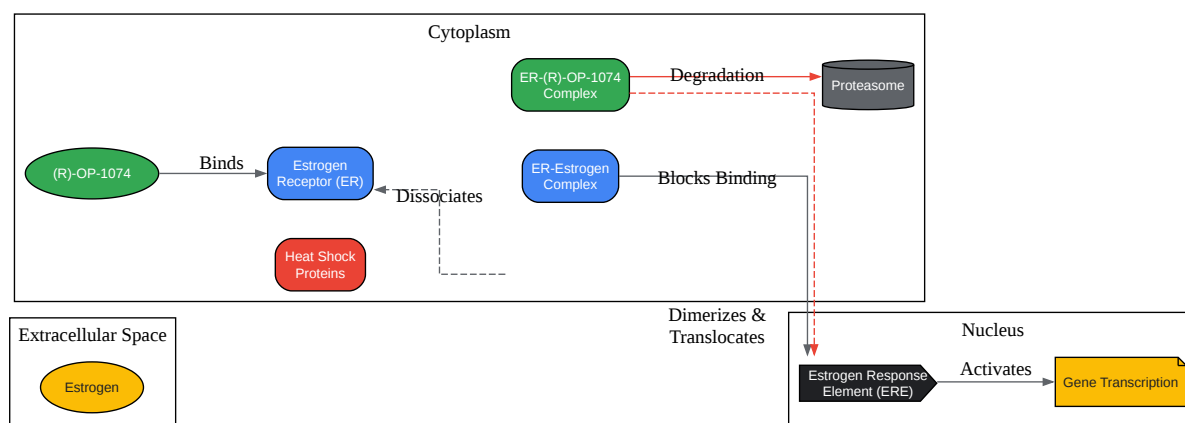 Cytoplasm
ER-(R)-OP-1074
Complex
Degradation
Proteasome
(R)-OP-1074
Binds
Estrogen
Receptor (ER)
Dissociates
ER-Estrogen
Complex
Blocks Binding
Heat Shock
Proteins
Dimerizes &
Translocates
Extracellular Space
Estrogen
Nucleus
Estrogen Response
Element (ERE)
Activates
Gene Transcription